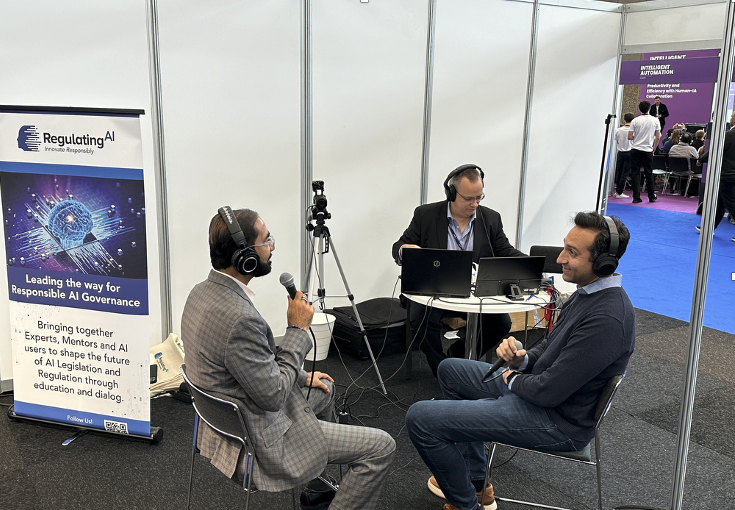 RegulatingAI
Innovate Responsibly
Leading the way for
Responsible AI Governance
Bringing together
Experts, Mentors and AI
users to shape the future
of AI Legislation and
Regulation through
education and dialog.
Follow Us!
INTELLIGENT
INTELLIGENT
AUTOMATION
Productivity and
Efficiency with Human-IA
Collaboration